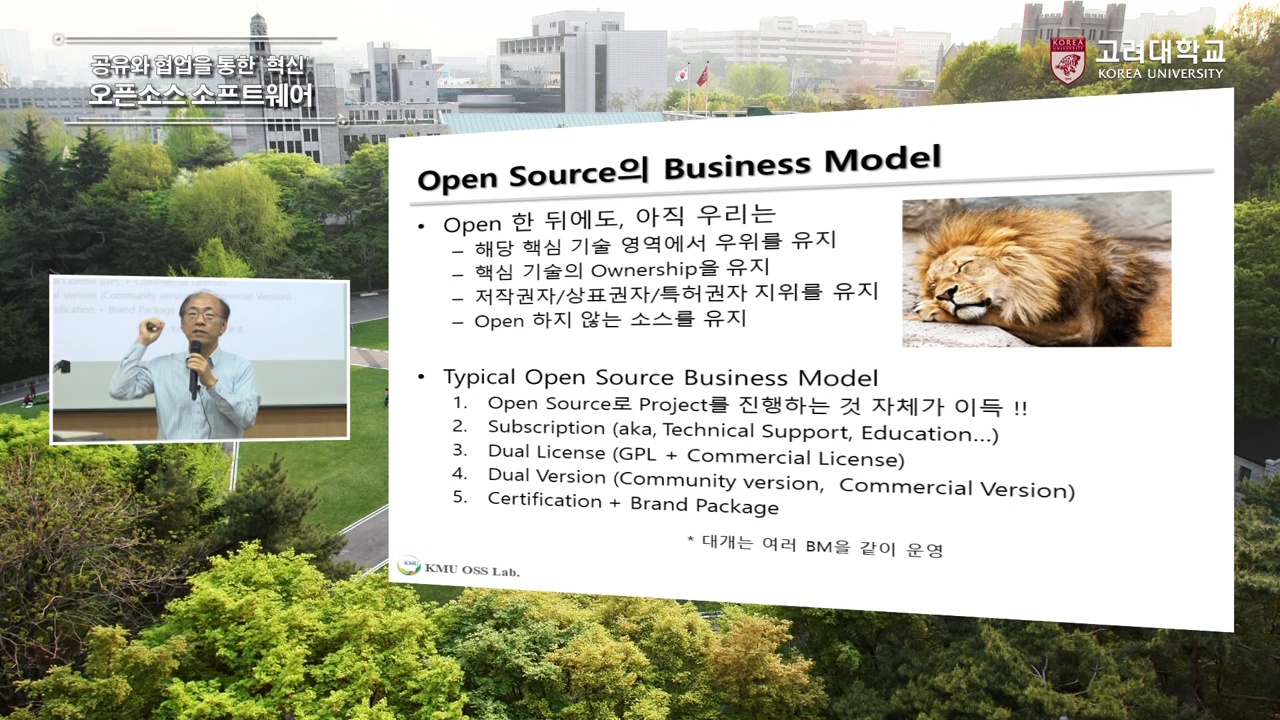 공유와 협업을 통한 혁신
오픈소스 소프트웨어
KOREA
고려대학교
KOREA UNIVERSITY
Open Source의 Business Model
• Open 한 뒤에도, 아직 우리는
– 해당 핵심 기술 영역에서 우위를 유지
– 핵심 기술의 Ownership을 유지
– 저작권자/상표권자/특허권자 지위를 유지
– Open 하지 않는 소스를 유지
• Typical Open Source Business Model
1. Open Source로 Project를 진행하는 것 자체가 이득 !!
2. Subscription (aka, Technical Support, Education...)
3. Dual License (GPL + Commercial License)
4. Dual Version (Community version, Commercial Version)
5. Certification + Brand Package
* 대개는 여러 BM을 같이 운영
KMU
KMU OSS Lab.